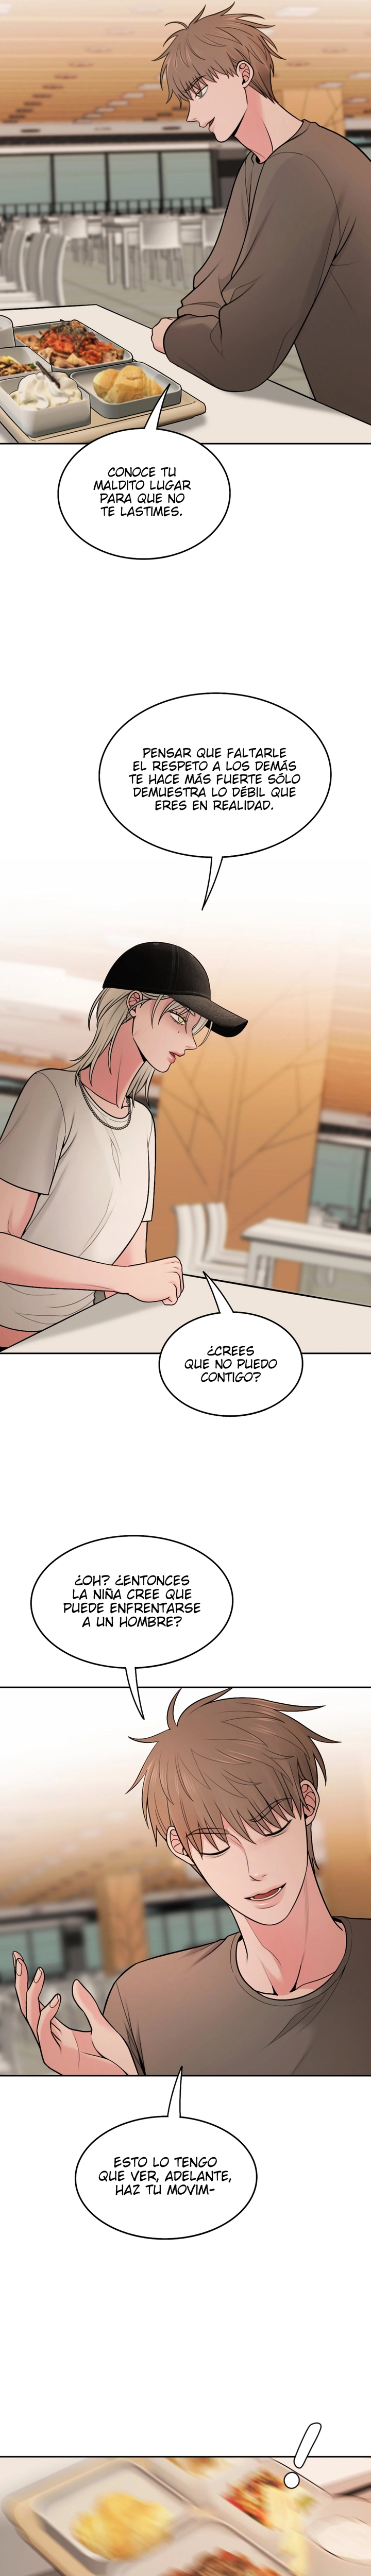 CONOCE TU
MALDITO LUGAR
PARA QUE NO
TE LASTIMES.
PENSAR QUE FALTARLE
EL RESPETO A LOS DEMÁS
TE HACE MÁS FUERTE SÓLO
DEMUESTRA LO DÉBIL QUE
ERES EN REALIDAD.
¿CREES
QUE NO PUEDO
CONTIGO?
¿OH? ¿ENTONCES
LA NIÑA CREE QUE
PUEDE ENFRENTARSE
A UN HOMBRE?
ESTO LO TENGO
QUE VER, ADELANTE,
HAZ TU MOVIM-
!